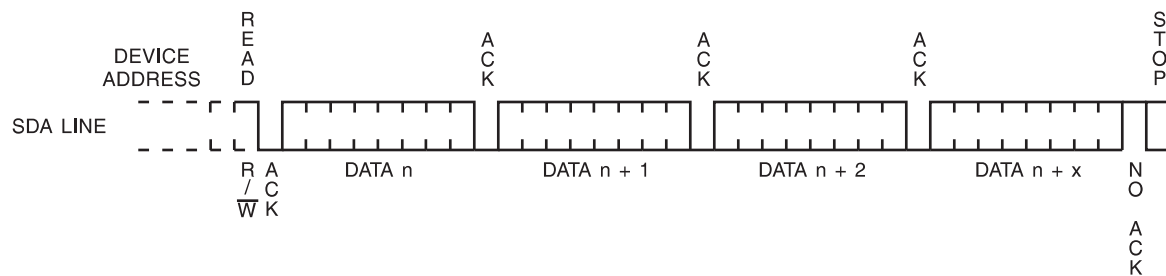 READ
ACK
ACK
ACK
STOP
DEVICE
ADDRESS
SDA LINE
R/W̅
ACK
DATA n
DATA n + 1
DATA n + 2
DATA n + x
NO ACK